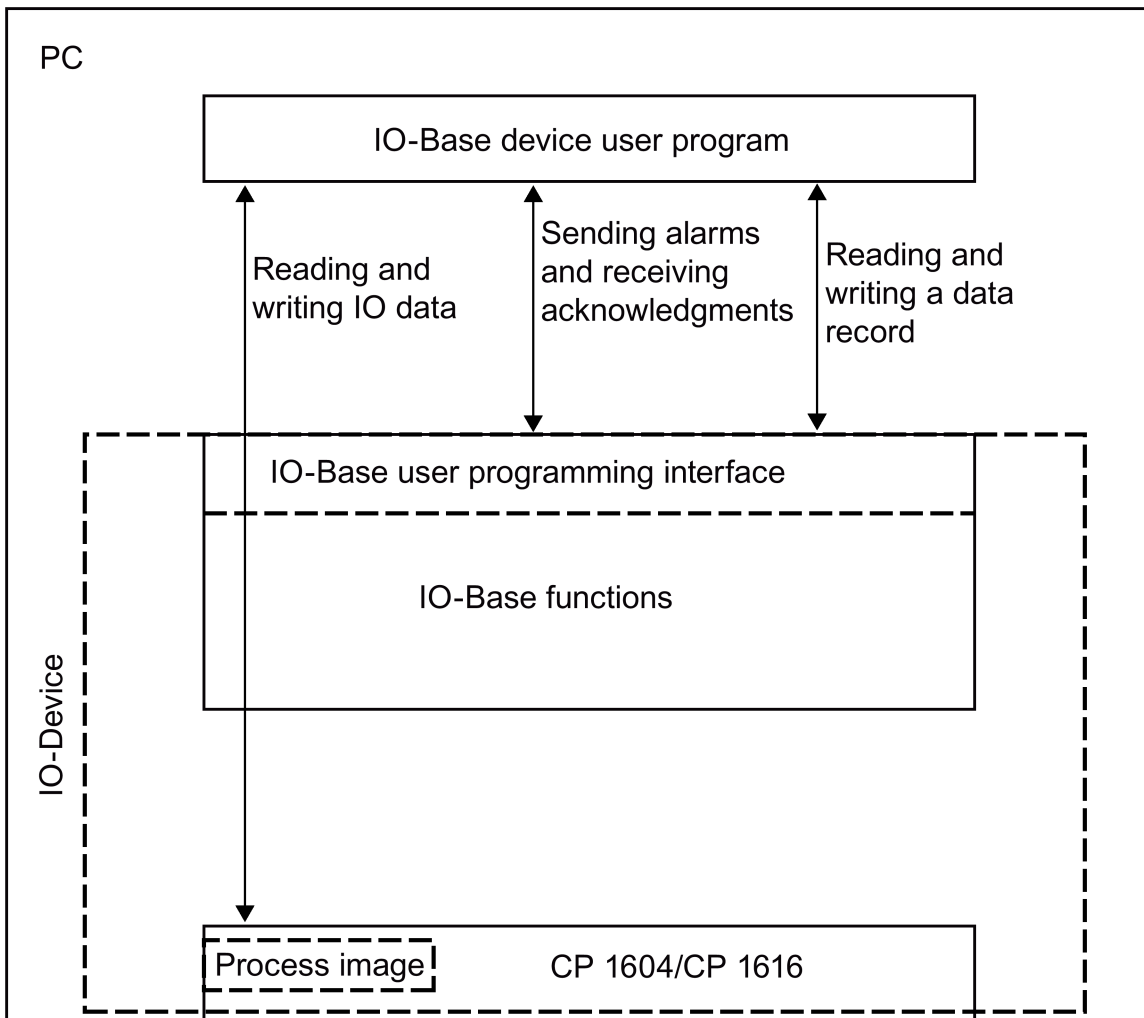 PC
IO-Base device user program
Reading and
writing IO data
Sending alarms
and receiving
acknowledgments
Reading and
writing a data
record
IO-Base user programming interface
IO-Base functions
IO-Device
Process image
CP 1604/CP 1616